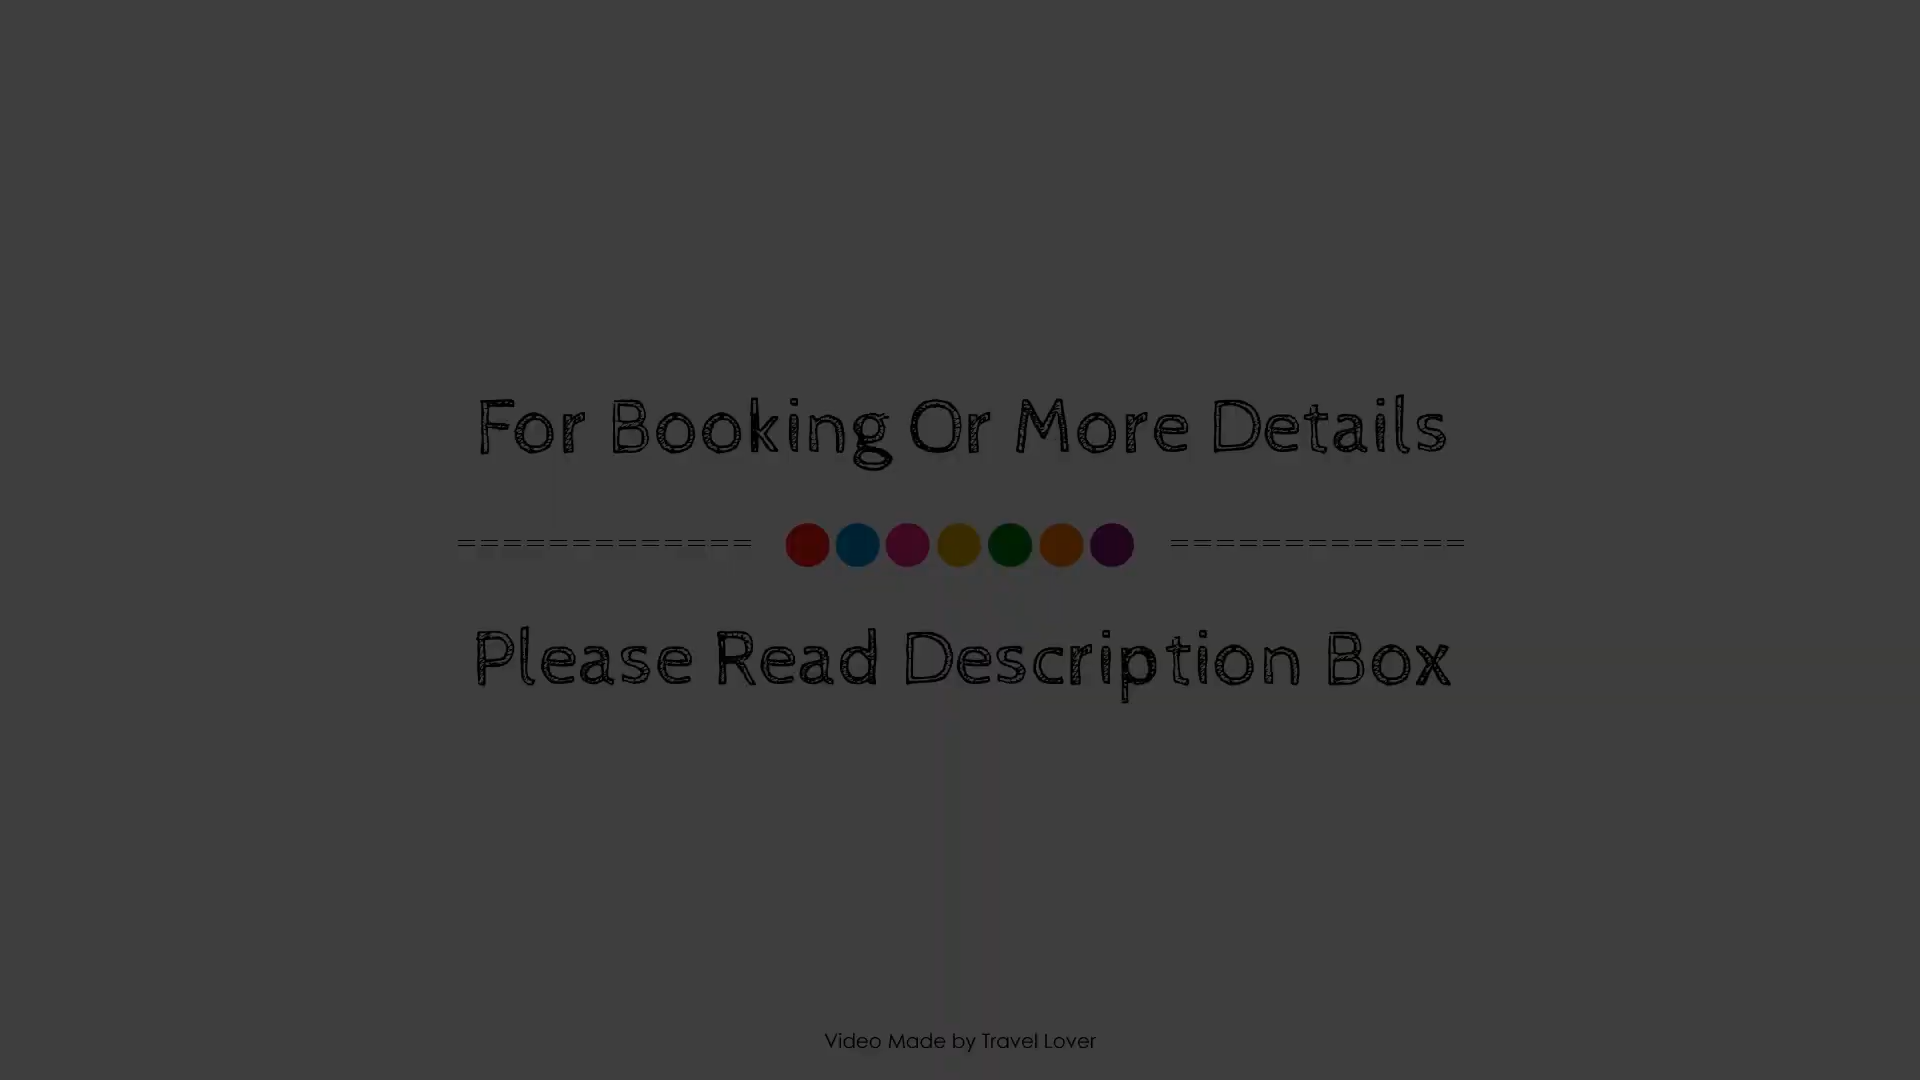 For Booking Or More Details
============= =============
Please Read Description Box
Video Made by Travel Lover